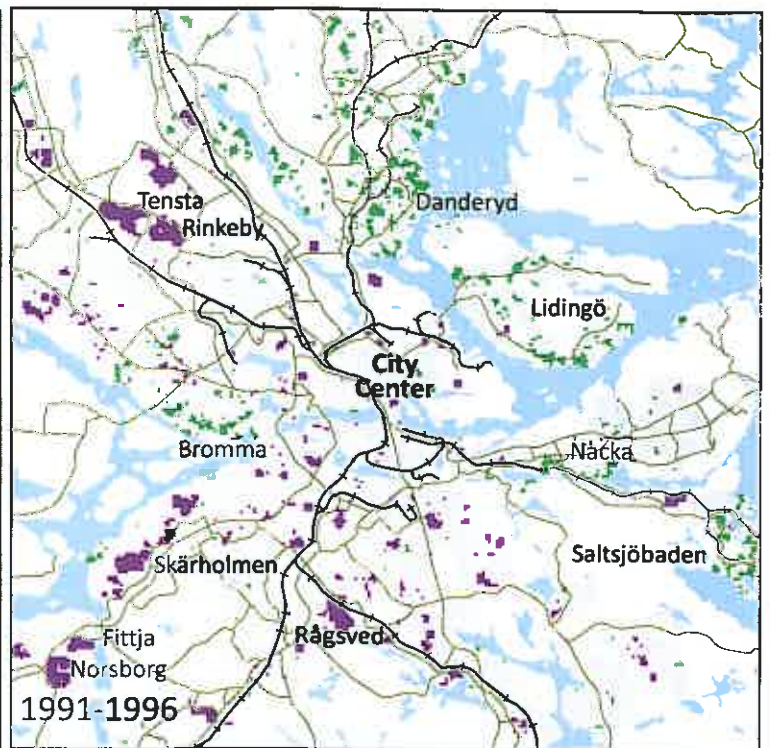 Tensta
Rinkeby
Danderyd
Lidingö
City
Center
Bromma
Nacka
Skärholmen
Saltsjöbaden
Fittja
Rågsved
Norsborg
1991-1996